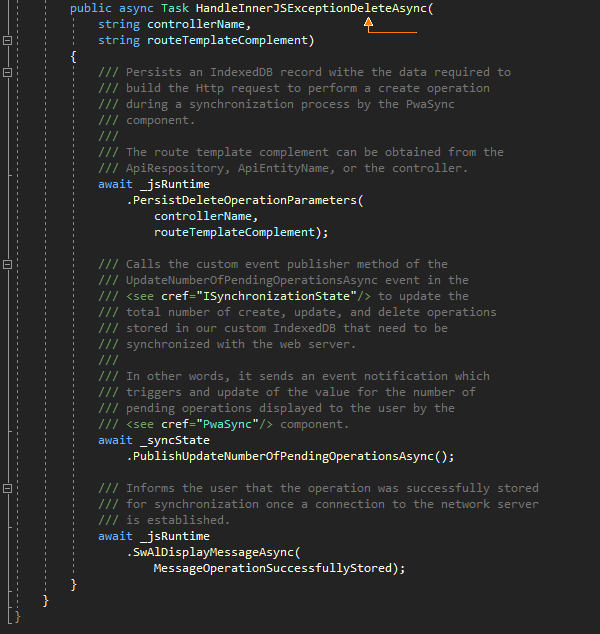 public async Task HandleInnerJSExceptionDeleteAsync(
string controllerName,
string routeTemplateComplement)
{
/// Persists an IndexedDB record withe the data required to
/// build the Http request to perform a create operation
/// during a synchronization process by the PwaSync
/// component.
///
/// The route template complement can be obtained from the
/// ApiRespository, ApiEntityName, or the controller.
await _jsRuntime
.PersistDeleteOperationParameters(
controllerName,
routeTemplateComplement);
/// Calls the custom event publisher method of the
/// UpdateNumberOfPendingOperationsAsync event in the
/// <see cref="ISynchronizationState"/> to update the
/// total number of create, update, and delete operations
/// stored in our custom IndexedDB that need to be
/// synchronized with the web server.
///
/// In other words, it sends an event notification which
/// triggers and update of the value for the number of
/// pending operations displayed to the user by the
/// <see cref="PwaSync"/> component.
await _syncState
.PublishUpdateNumberOfPendingOperationsAsync();
/// Informs the user that the operation was successfully stored
/// for synchronization once a connection to the network server
/// is established.
await _jsRuntime
.SwAlDisplayMessageAsync(
MessageOperationSuccessfullyStored);
}
}
}